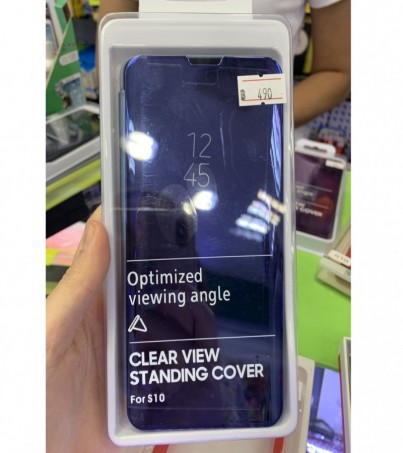 490
12
45
Optimized
viewing angle
CLEAR VIEW
STANDING COVER
For S10